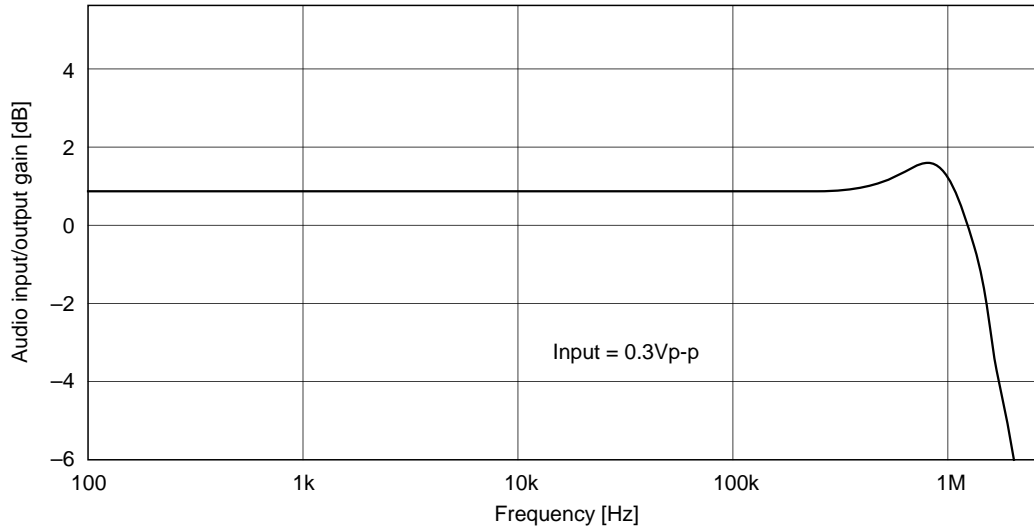 Audio input/output gain [dB]
4
2
0
–2
–4
–6
Input = 0.3Vp-p
100
1k
10k
100k
1M
Frequency [Hz]